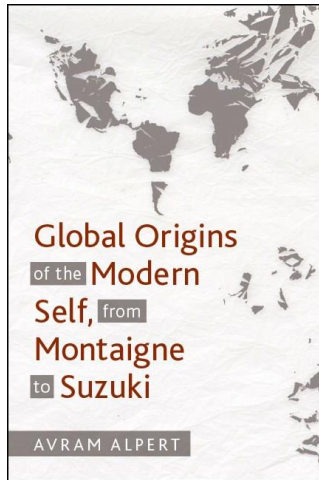 Global Origins
of the Modern
Self, from
Montaigne
to Suzuki
AVRAM ALPERT